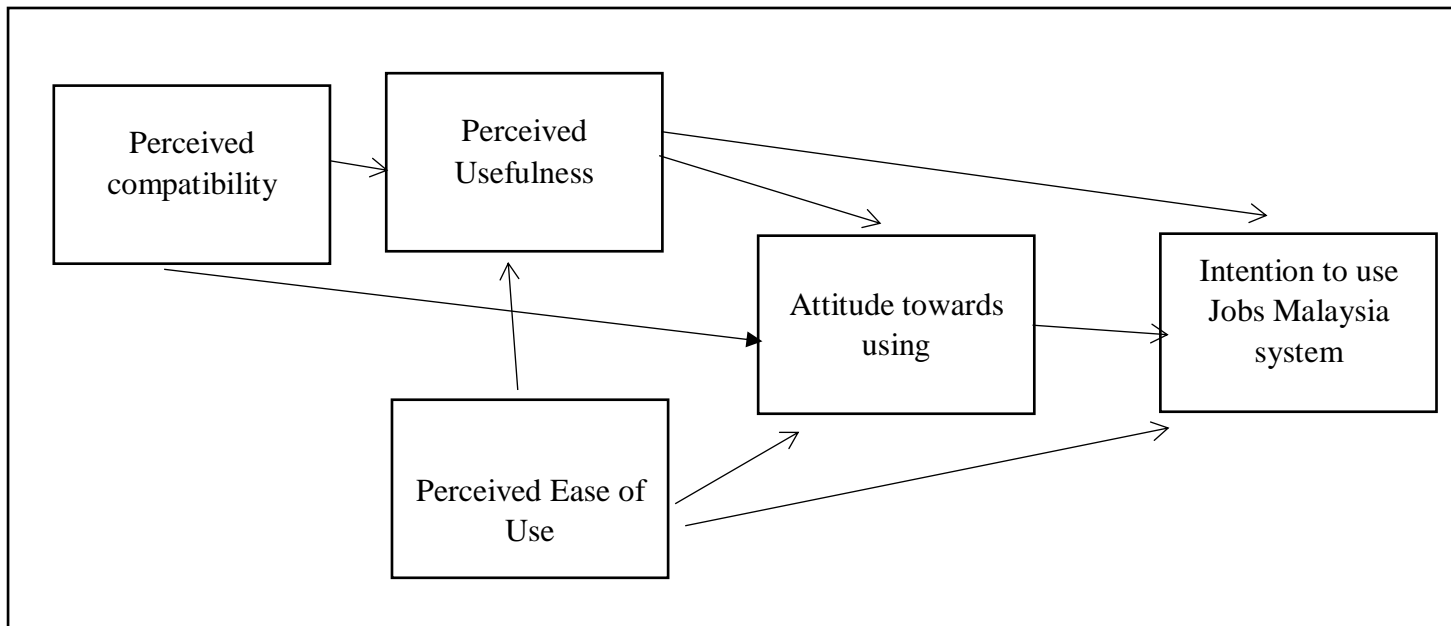 Perceived
compatibility
Perceived
Usefulness
Attitude towards
using
Intention to use
Jobs Malaysia
system
Perceived Ease of
Use